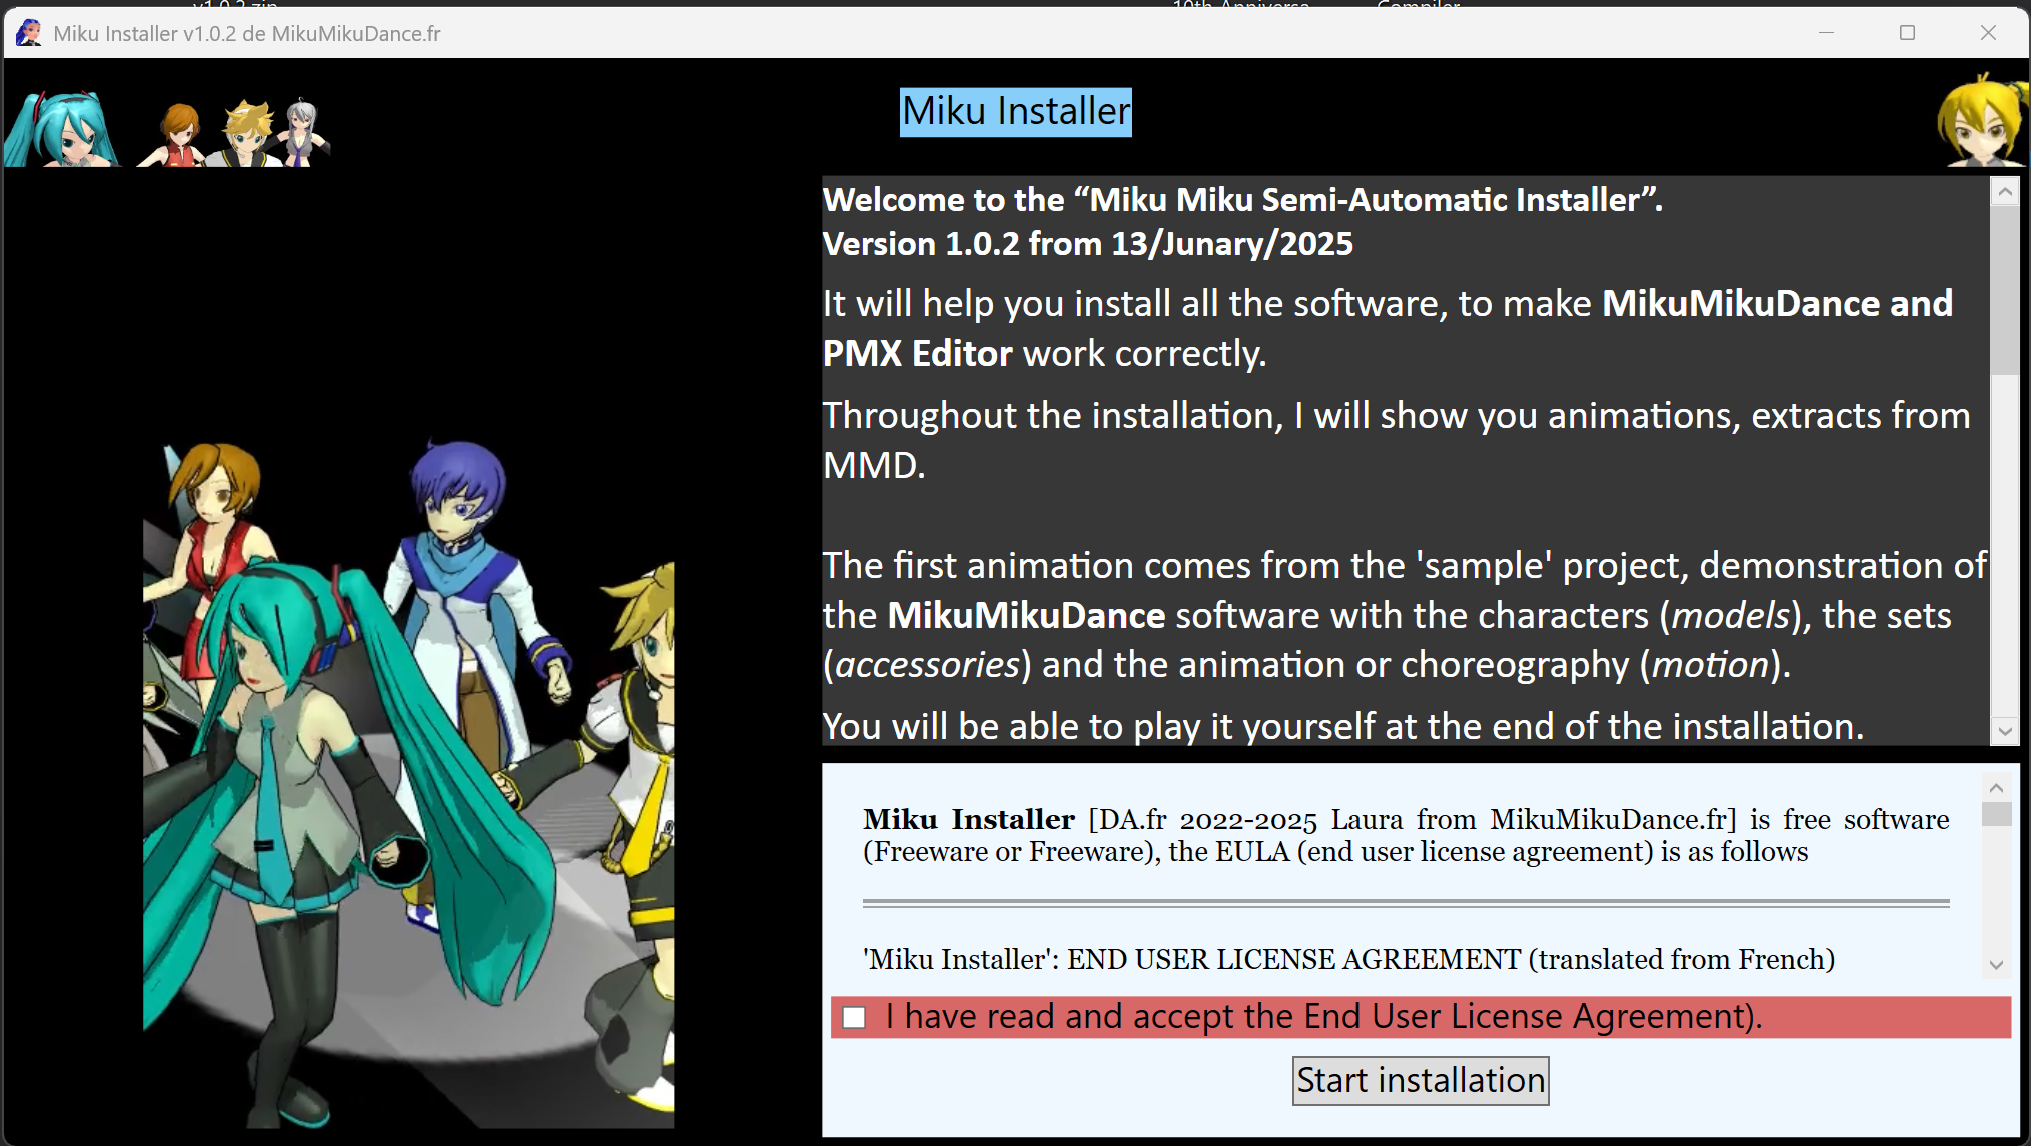 Miku Installer v1.0.2 de MikuMikuDance.fr
Miku Installer
Welcome to the “Miku Miku Semi-Automatic Installer”.
Version 1.0.2 from 13/Junary/2025
It will help you install all the software, to make MikuMikuDance and
PMX Editor work correctly.
Throughout the installation, I will show you animations, extracts from
MMD.
The first animation comes from the 'sample' project, demonstration of
the MikuMikuDance software with the characters (models), the sets
(accessories) and the animation or choreography (motion).
You will be able to play it yourself at the end of the installation.
Miku Installer [DA.fr 2022-2025 Laura from MikuMikuDance.fr] is free software
(Freeware or Freeware), the EULA (end user license agreement) is as follows
'Miku Installer': END USER LICENSE AGREEMENT (translated from French)
I have read and accept the End User License Agreement).
Start installation